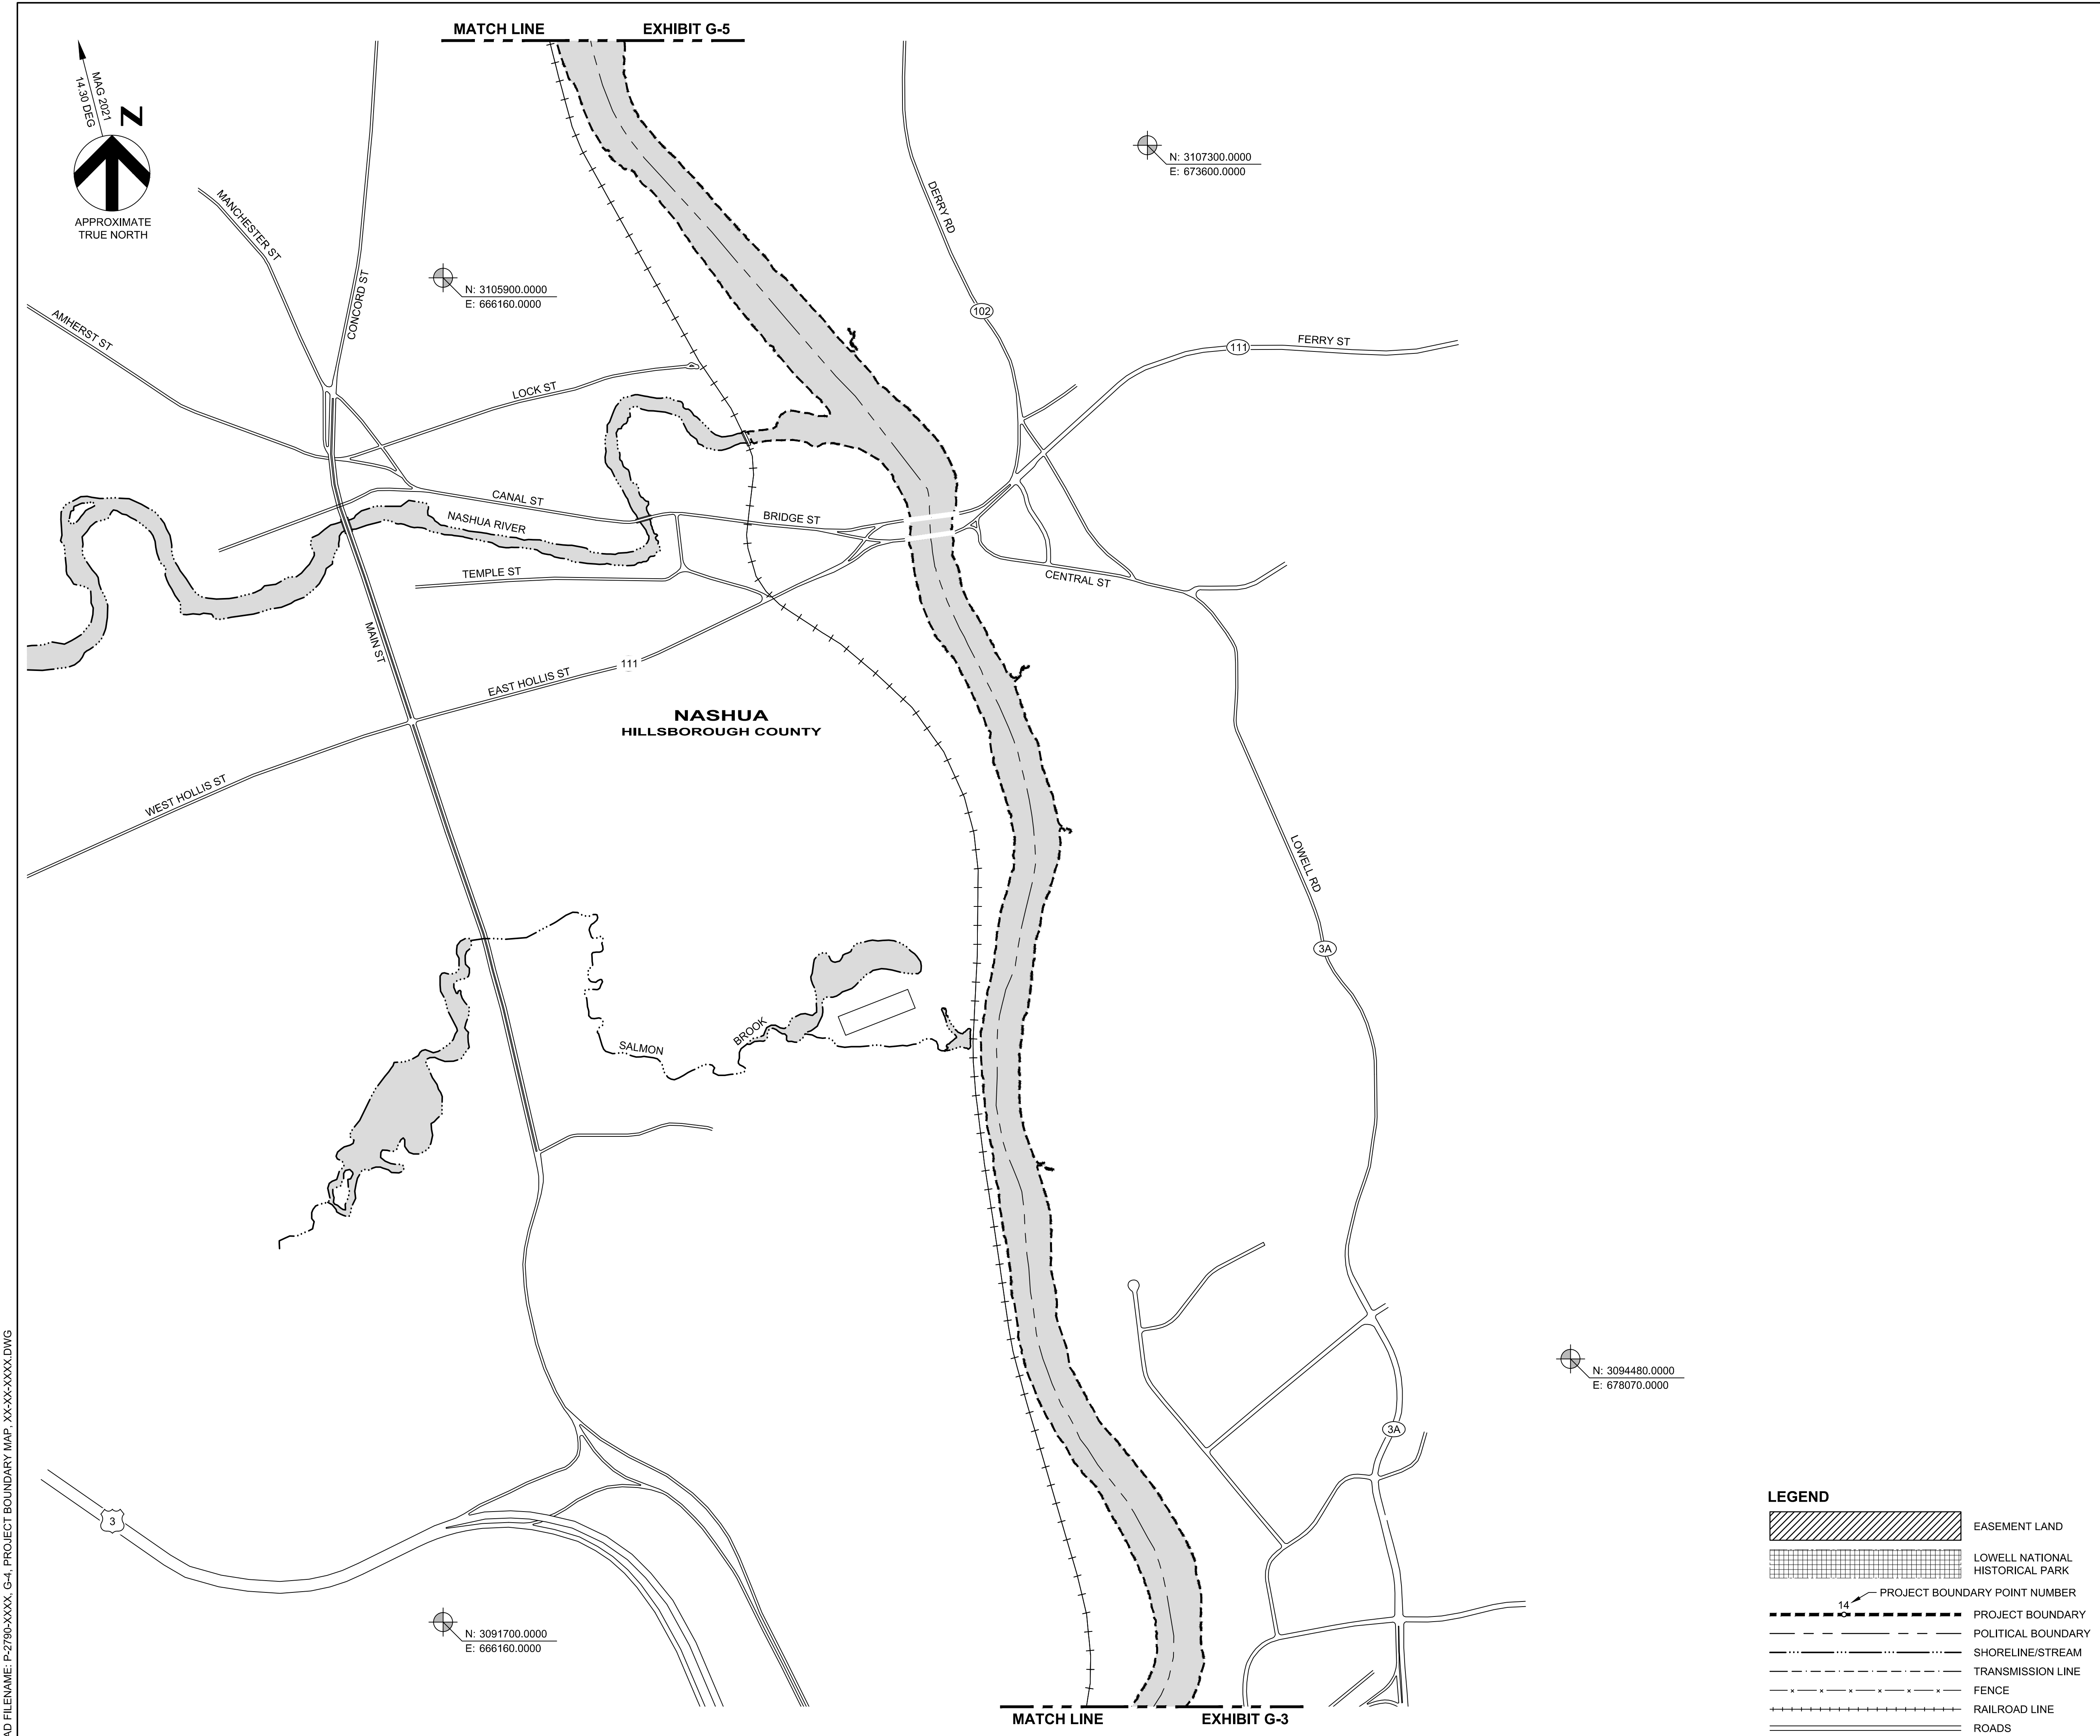 MATCH LINE EXHIBIT G-5
MAG 2021
14.30 DEG
N
APPROXIMATE
TRUE NORTH
N: 3107300.0000
E: 673600.0000
DERRY RD
MANCHESTER ST
CONCORD ST
N: 3105900.0000
E: 666160.0000
AMHERST ST
102
111
FERRY ST
LOCK ST
CANAL ST
NASHUA RIVER
BRIDGE ST
TEMPLE ST
CENTRAL ST
MAIN ST
111
EAST HOLLIS ST
NASHUA
HILLSBOROUGH COUNTY
WEST HOLLIS ST
LOWELL RD
3A
SALMON
BROOK
N: 3094480.0000
E: 678070.0000
3A
3
N: 3091700.0000
E: 666160.0000
MATCH LINE EXHIBIT G-3
LEGEND
EASEMENT LAND
LOWELL NATIONAL
HISTORICAL PARK
PROJECT BOUNDARY POINT NUMBER
14
PROJECT BOUNDARY
POLITICAL BOUNDARY
SHORELINE/STREAM
TRANSMISSION LINE
FENCE
RAILROAD LINE
ROADS
AD FILENAME: P-2790-XXXX, G-4, PROJECT BOUNDARY MAP, XX-XX-XXXX.DWG